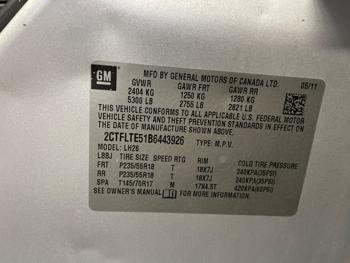 GM
MFD BY GENERAL MOTORS OF CANADA LTD. 05/11
GVWR GAWR FRT GAWR RR
2404 KG 1250 KG 1280 KG
5300 LB 2755 LB 2821 LB
THIS VEHICLE CONFORMS TO ALL APPLICABLE U.S. FEDERAL MOTOR
VEHICLE SAFETY AND THEFT PREVENTION STANDARDS IN EFFECT ON
THE DATE OF MANUFACTURE SHOWN ABOVE.
2CTFLTE51B6443926 TYPE: M.P.V.
MODEL: LH26
L8BJ TIRE SIZE SPEED RTG RIM COLD TIRE PRESSURE
FRT P235/55R18 T 18X7J 240KPA(35PSI)
RR P235/55R18 T 18X7J 240KPA(35PSI)
SPA T145/70R17 M 17X4.5T 420KPA(60PSI)
SEE OWNER'S MANUAL FOR MORE INFORMATION.